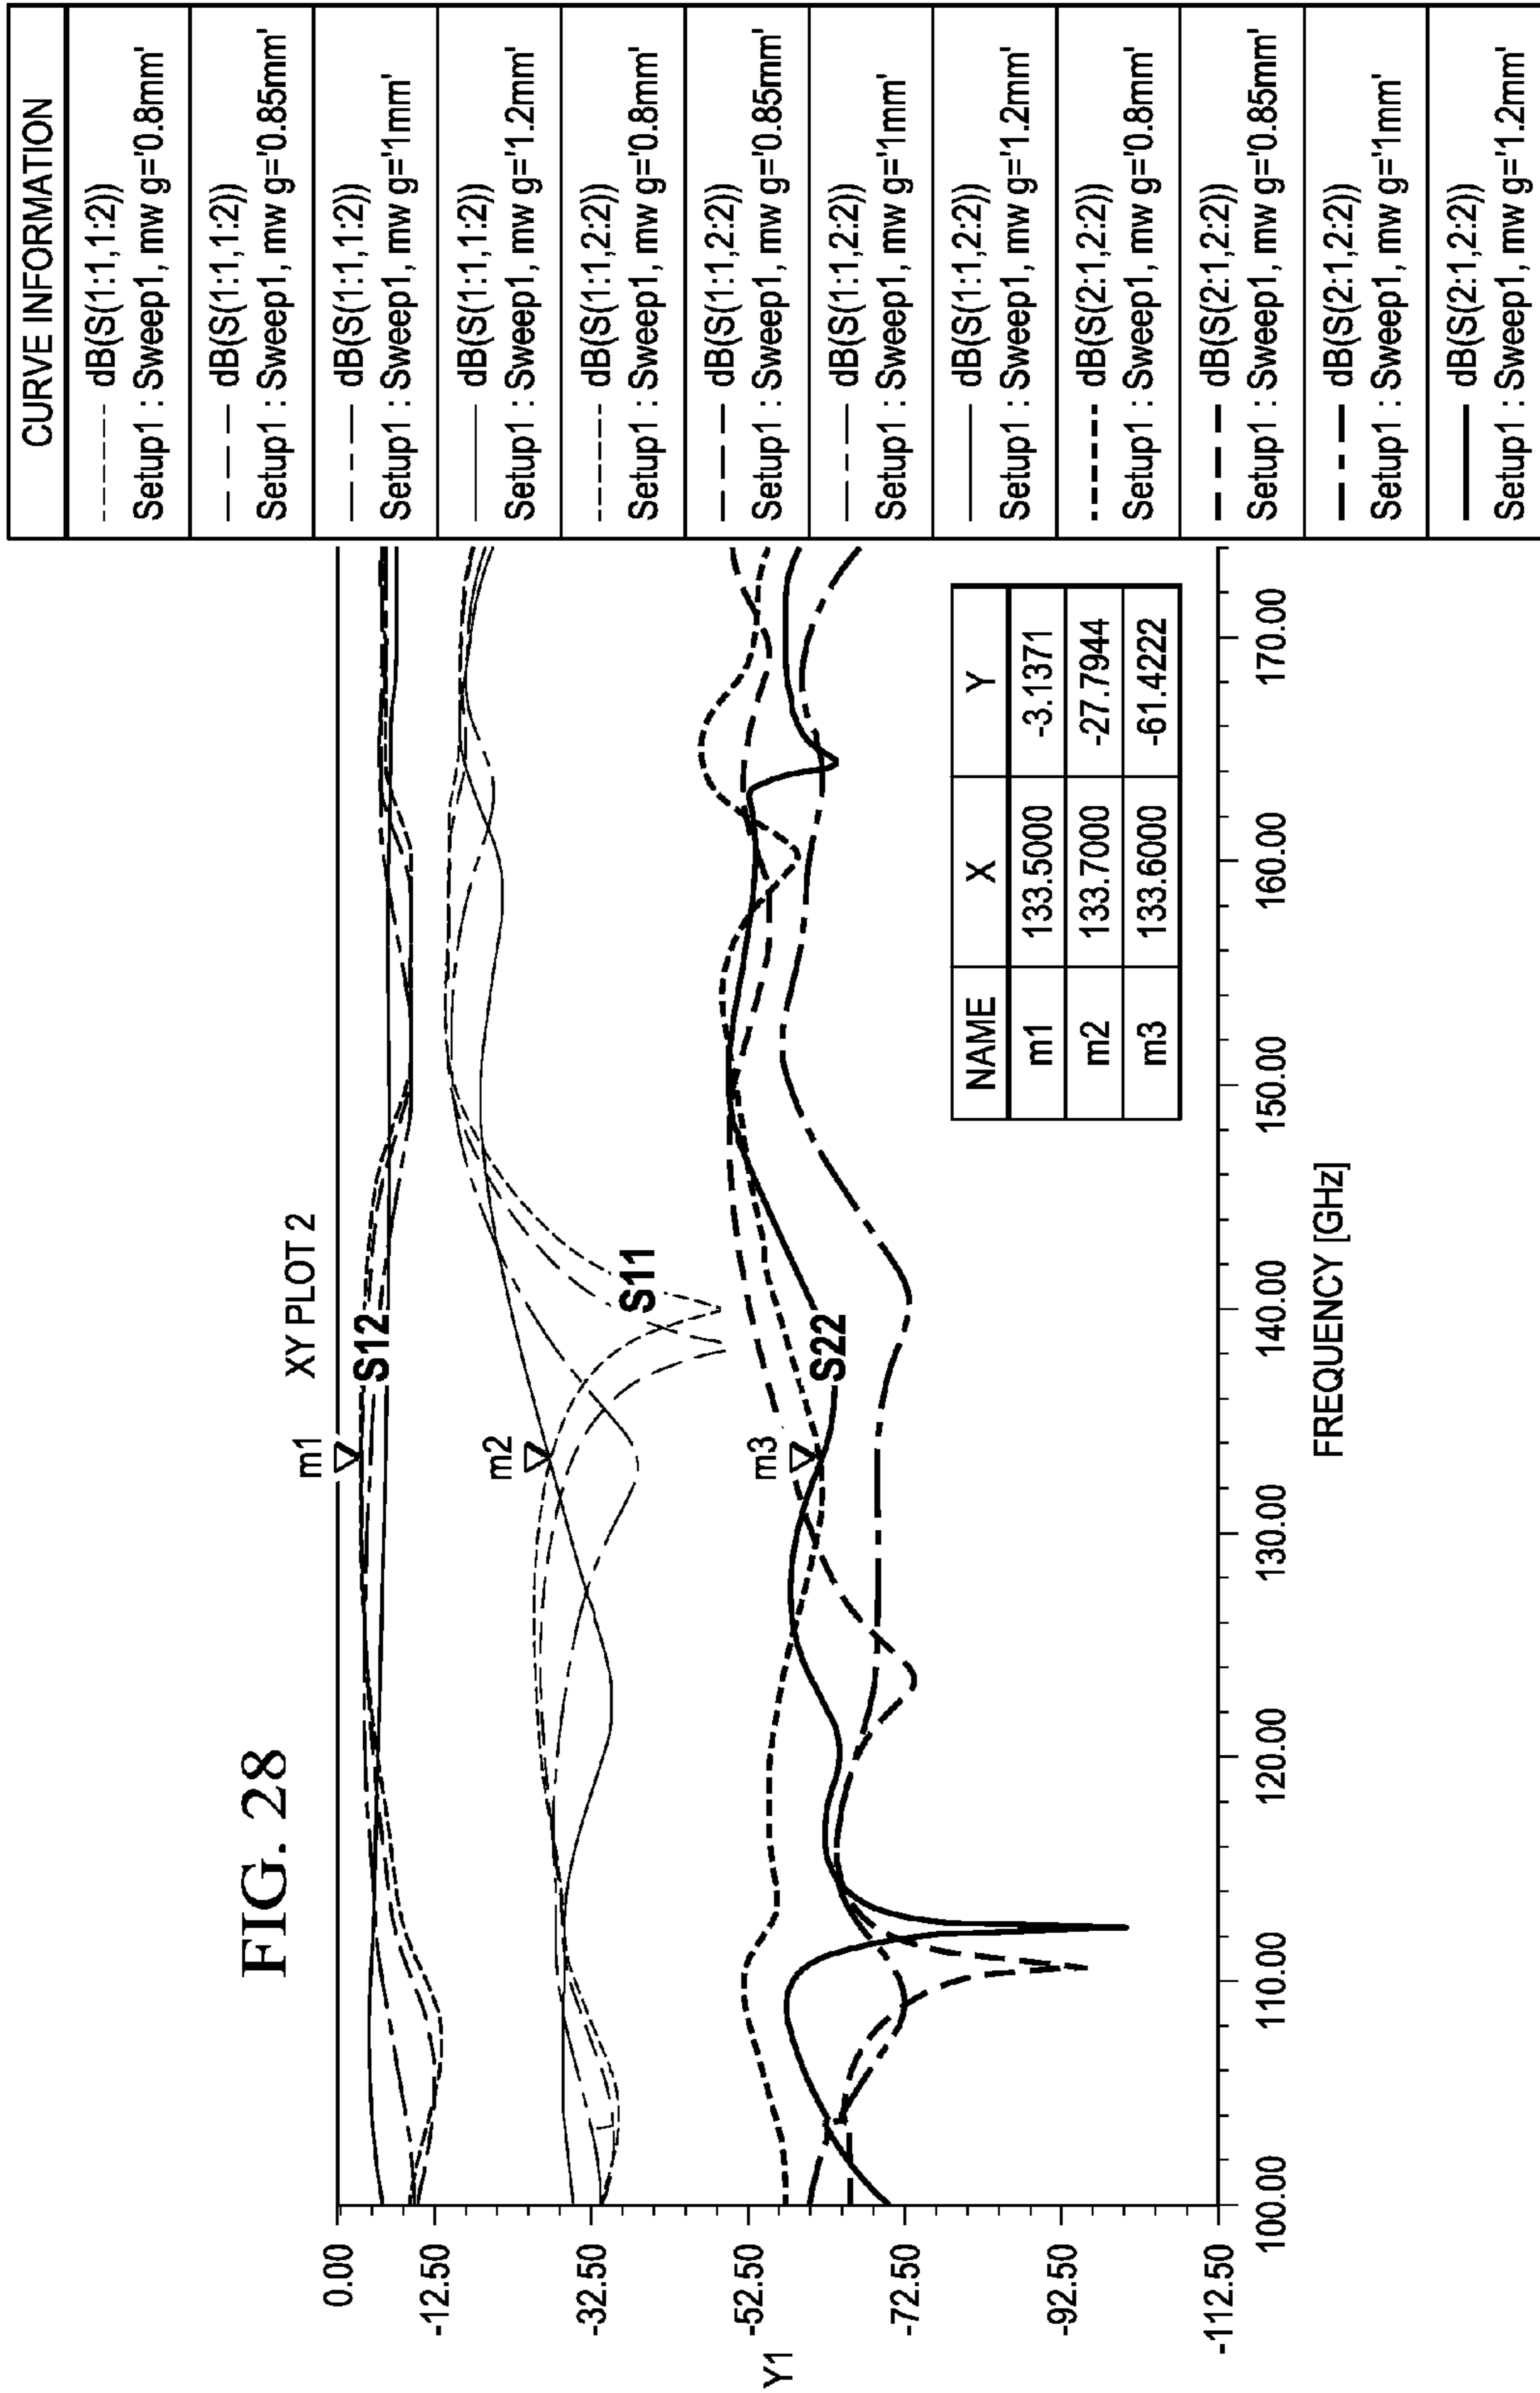 FIG. 28
XY PLOT 2
m1
S12
m2
S11
m3
S22
Y1
0.00
-12.50
-32.50
-52.50
-72.50
-92.50
-112.50
100.00 110.00 120.00 130.00 140.00 150.00 160.00 170.00
FREQUENCY [GHz]
NAME X Y
m1 133.5000 -3.1371
m2 133.7000 -27.7944
m3 133.6000 -61.4222
CURVE INFORMATION
dB(S(1:1,1:2))
Setup1 : Sweep1, mw g='0.8mm'
dB(S(1:1,1:2))
Setup1 : Sweep1, mw g='0.85mm'
dB(S(1:1,1:2))
Setup1 : Sweep1, mw g='1mm'
dB(S(1:1,1:2))
Setup1 : Sweep1, mw g='1.2mm'
dB(S(1:1,2:2))
Setup1 : Sweep1, mw g='0.8mm'
dB(S(1:1,2:2))
Setup1 : Sweep1, mw g='0.85mm'
dB(S(1:1,2:2))
Setup1 : Sweep1, mw g='1mm'
dB(S(1:1,2:2))
Setup1 : Sweep1, mw g='1.2mm'
dB(S(2:1,2:2))
Setup1 : Sweep1, mw g='0.8mm'
dB(S(2:1,2:2))
Setup1 : Sweep1, mw g='0.85mm'
dB(S(2:1,2:2))
Setup1 : Sweep1, mw g='1mm'
dB(S(2:1,2:2))
Setup1 : Sweep1, mw g='1.2mm'